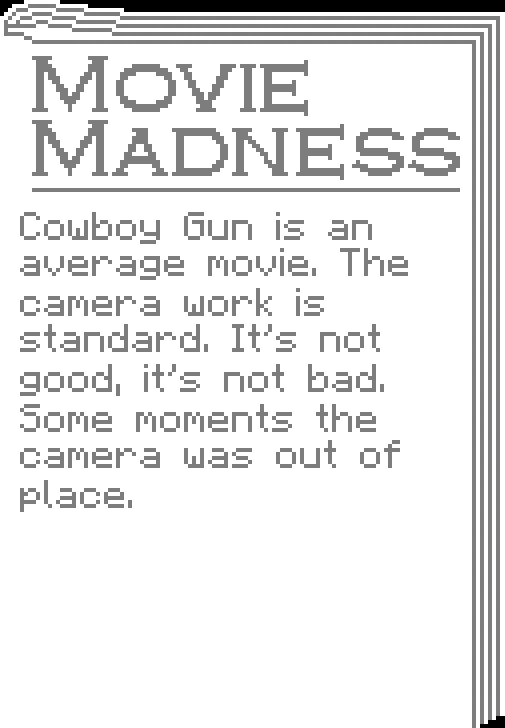 MOVIE
MADNESS
Cowboy Gun is an
average movie. The
camera work is
standard. It's not
good, it's not bad.
Some moments the
camera was out of
place.